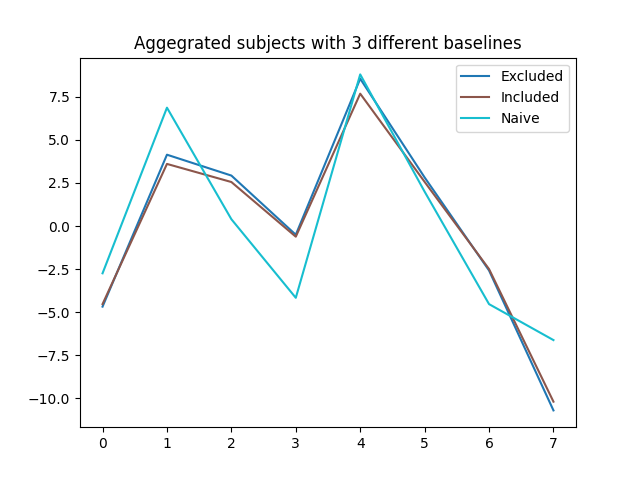 Aggegrated subjects with 3 different baselines
Excluded
Included
Naive
7.5
5.0
2.5
0.0
−2.5
−5.0
−7.5
−10.0
0 1 2 3 4 5 6 7